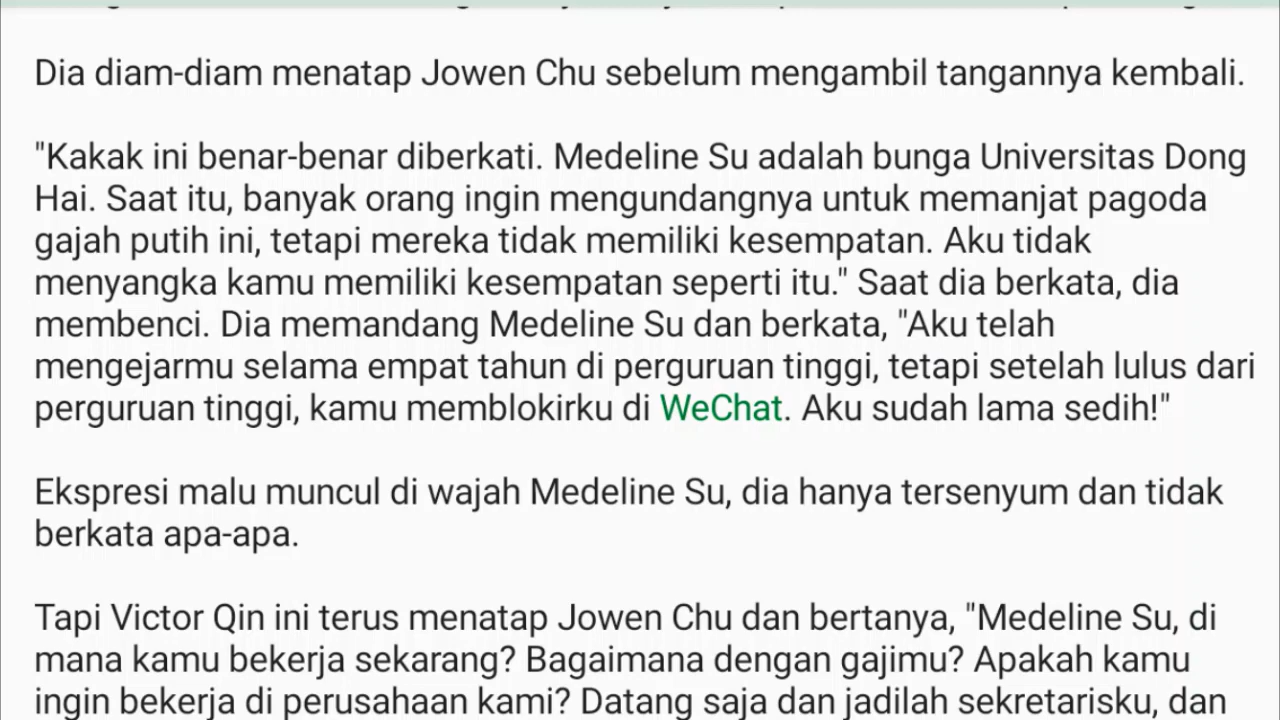 Dia diam-diam menatap Jowen Chu sebelum mengambil tangannya kembali.
"Kakak ini benar-benar diberkati. Medeline Su adalah bunga Universitas Dong
Hai. Saat itu, banyak orang ingin mengundangnya untuk memanjat pagoda
gajah putih ini, tetapi mereka tidak memiliki kesempatan. Aku tidak
menyangka kamu memiliki kesempatan seperti itu." Saat dia berkata, dia
membenci. Dia memandang Medeline Su dan berkata, "Aku telah
mengejarmu selama empat tahun di perguruan tinggi, tetapi setelah lulus dari
perguruan tinggi, kamu memblokirku di WeChat. Aku sudah lama sedih!"
Ekspresi malu muncul di wajah Medeline Su, dia hanya tersenyum dan tidak
berkata apa-apa.
Tapi Victor Qin ini terus menatap Jowen Chu dan bertanya, "Medeline Su, di
mana kamu bekerja sekarang? Bagaimana dengan gajimu? Apakah kamu
ingin bekerja di perusahaan kami? Datang saja dan jadilah sekretarisku, dan